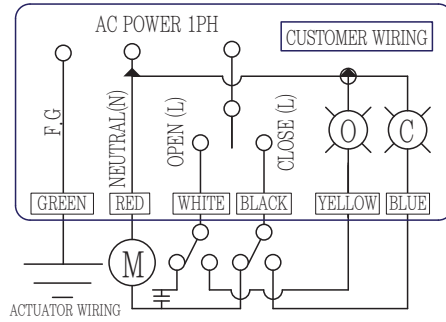 AC POWER 1PH
CUSTOMER WIRING
F.G
NEUTRAL(N)
OPEN (L)
CLOSE (L)
O
C
GREEN
RED
WHITE
BLACK
YELLOW
BLUE
M
ACTUATOR WIRING